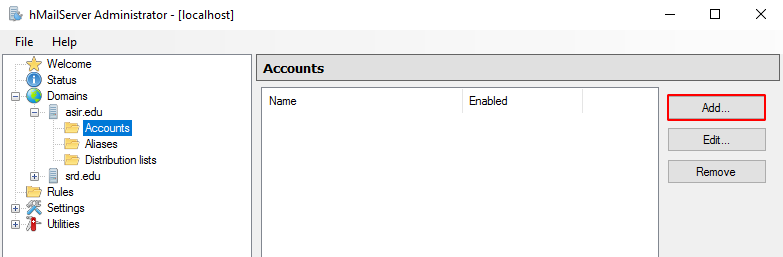 hMailServer Administrator - [localhost]
File Help
Welcome
Status
Domains
asir.edu
Accounts
Aliases
Distribution lists
srd.edu
Rules
Settings
Utilities
Accounts
Name Enabled
Add...
Edit...
Remove